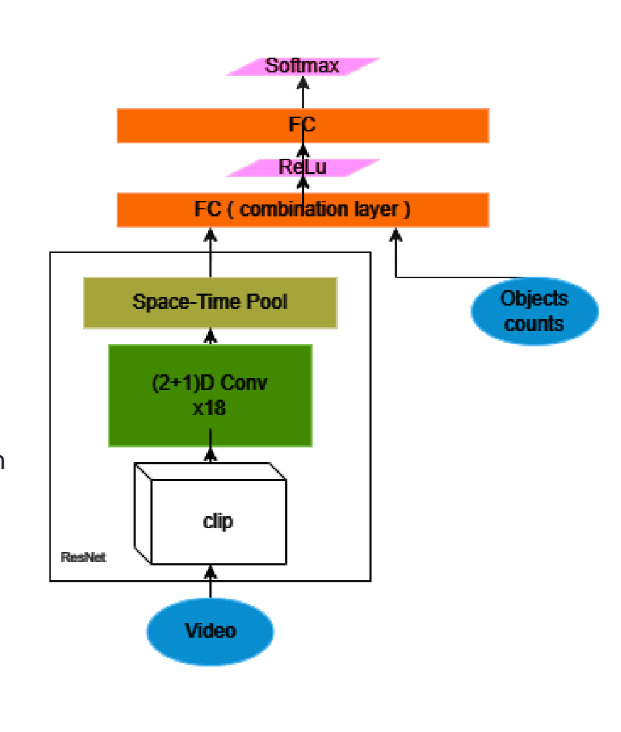 Softmax
FC
ReLu
FC ( combination layer )
Space-Time Pool
Objects
counts
(2+1)D Conv
x18
clip
ResNet
Video